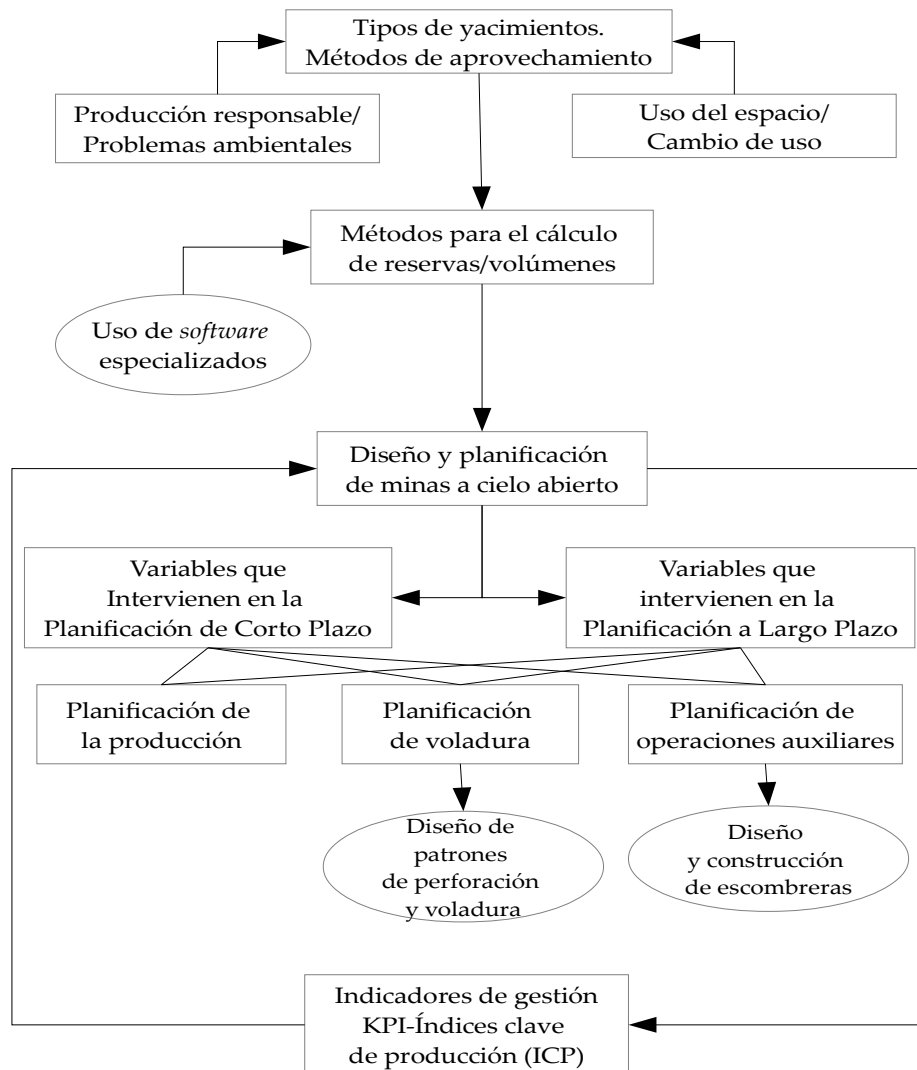 Tipos de yacimientos.
Métodos de aprovechamiento
Producción responsable/
Problemas ambientales
Uso del espacio/
Cambio de uso
Métodos para el cálculo
de reservas/volúmenes
Uso de software
especializados
Diseño y planificación
de minas a cielo abierto
Variables que
Intervienen en la
Planificación de Corto Plazo
Variables que
intervienen en la
Planificación a Largo Plazo
Planificación de
la producción
Planificación
de voladura
Planificación de
operaciones auxiliares
Diseño de
patrones
de perforación
y voladura
Diseño
y construcción
de escombreras
Indicadores de gestión
KPI-Índices clave
de producción (ICP)